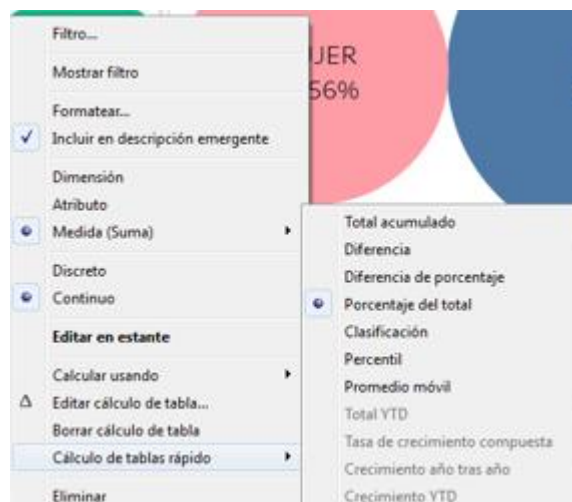 Filtro...
Mostrar filtro
Formatear...
Incluir en descripción emergente
Dimensión
Atributo
Medida (Suma)
Discreto
Continuo
Editar en estante
Calcular usando
Editar cálculo de tabla...
Borrar cálculo de tabla
Cálculo de tablas rápido
Eliminar
JER
56%
Total acumulado
Diferencia
Diferencia de porcentaje
Porcentaje del total
Clasificación
Percentil
Promedio móvil
Total YTD
Tasa de crecimiento compuesta
Crecimiento año tras año
Crecimiento YTD